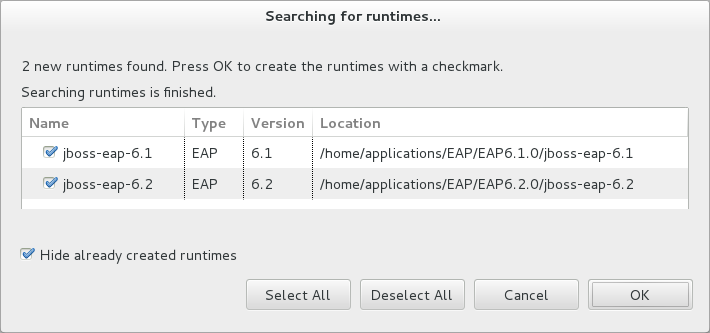 Searching for runtimes...
2 new runtimes found. Press OK to create the runtimes with a checkmark.
Searching runtimes is finished.
Name Type Version Location
jboss-eap-6.1 EAP 6.1 /home/applications/EAP/EAP6.1.0/jboss-eap-6.1
jboss-eap-6.2 EAP 6.2 /home/applications/EAP/EAP6.2.0/jboss-eap-6.2
Hide already created runtimes
Select All Deselect All Cancel OK